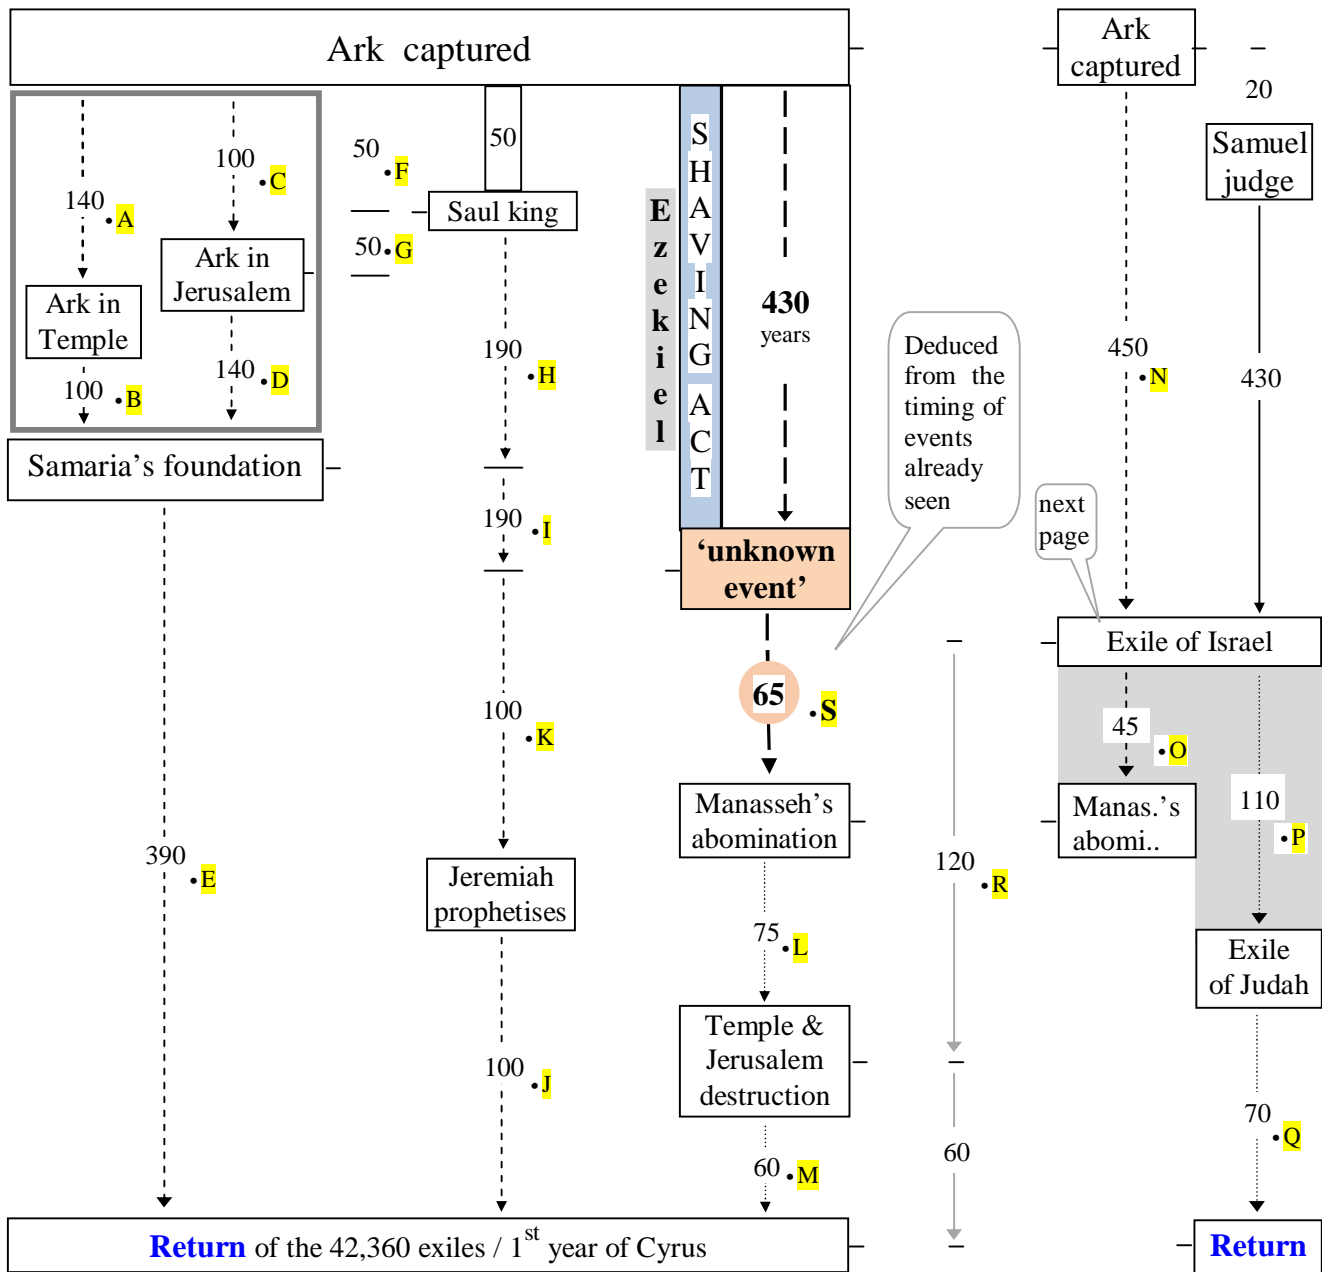 Ark captured
Ark
captured
20
Samuel
judge
50
50
•F
100
•C
140
•A
Saul king
50
•G
Ark in
Jerusalem
Ark in
Temple
140
•D
100
•B
Samaria’s foundation
190
•H
190
•I
100
•K
390
•E
Jeremiah
prophetises
100
•J
Ezekiel
SHAVING ACT
430
years
‘unknown
event’
Deduced
from the
timing of
events
already
seen
65
•S
Manasseh’s
abomination
75
•L
Temple &
Jerusalem
destruction
60
•M
120
•R
60
450
•N
430
next
page
Exile of Israel
45
•O
110
•P
Manas.’s
abomi..
Exile
of Judah
70
•Q
Return of the 42,360 exiles / 1st year of Cyrus
Return